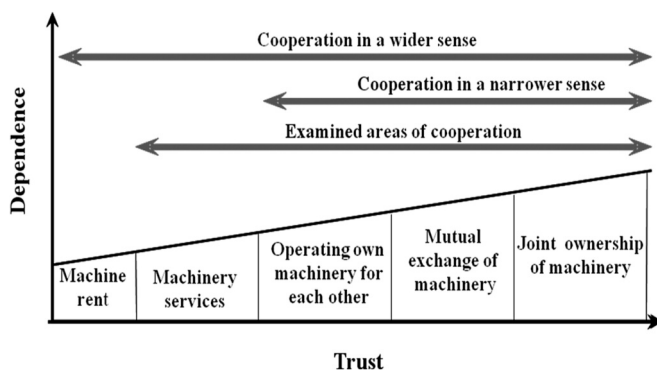 Cooperation in a wider sense
Cooperation in a narrower sense
Examined areas of cooperation
Dependence
Machine
rent
Machinery
services
Operating own
machinery for
each other
Mutual
exchange of
machinery
Joint ownership
of machinery
Trust